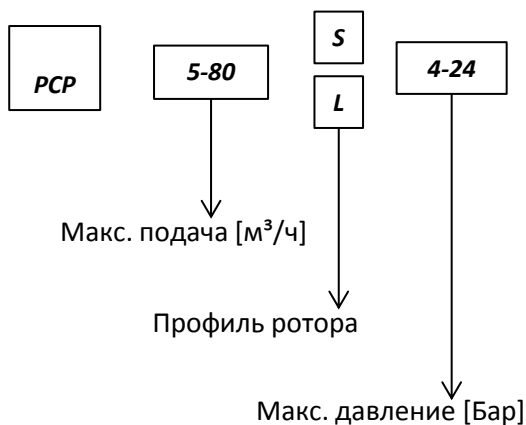 PCP
5-80
S
L
4-24
Макс. подача [м³/ч]
Профиль ротора
Макс. давление [Бар]